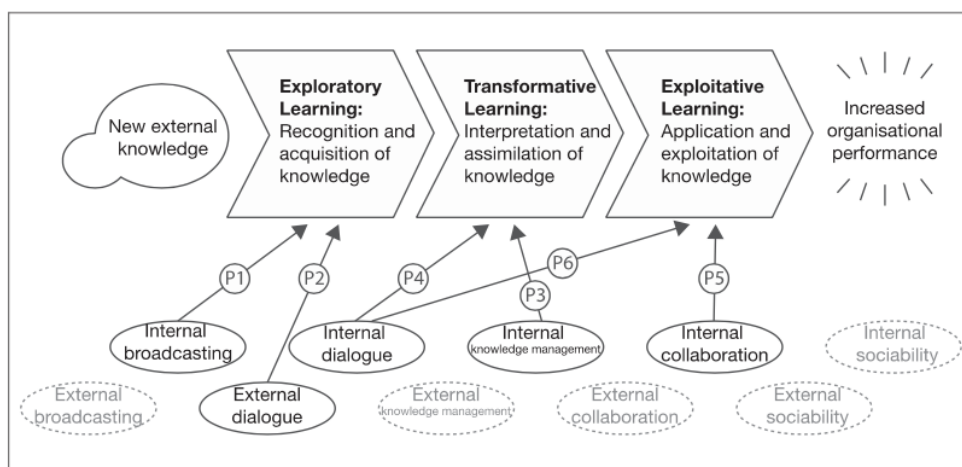 New external
knowledge
Exploratory
Learning:
Recognition and
acquisition of
knowledge
Transformative
Learning:
Interpretation and
assimilation of
knowledge
Exploitative
Learning:
Application and
exploitation of
knowledge
Increased
organisational
performance
P1
P2
P4
P6
P3
P5
Internal
broadcasting
Internal
dialogue
Internal
knowledge management
Internal
collaboration
Internal
sociability
External
broadcasting
External
dialogue
External
knowledge management
External
collaboration
External
sociability